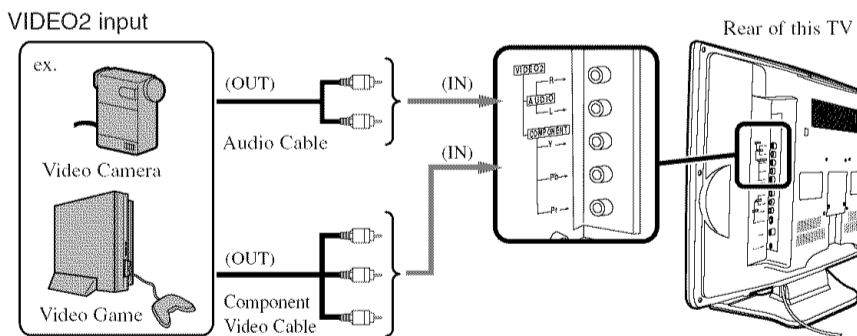 VIDEO2 input
Rear of this TV
ex.
(OUT)
(IN)
Audio Cable
Video Camera
(IN)
(OUT)
Component
Video Cable
Video Game
VIDEO2
R
AUDIO
L
COMPONENT
Y
Pb
Pr